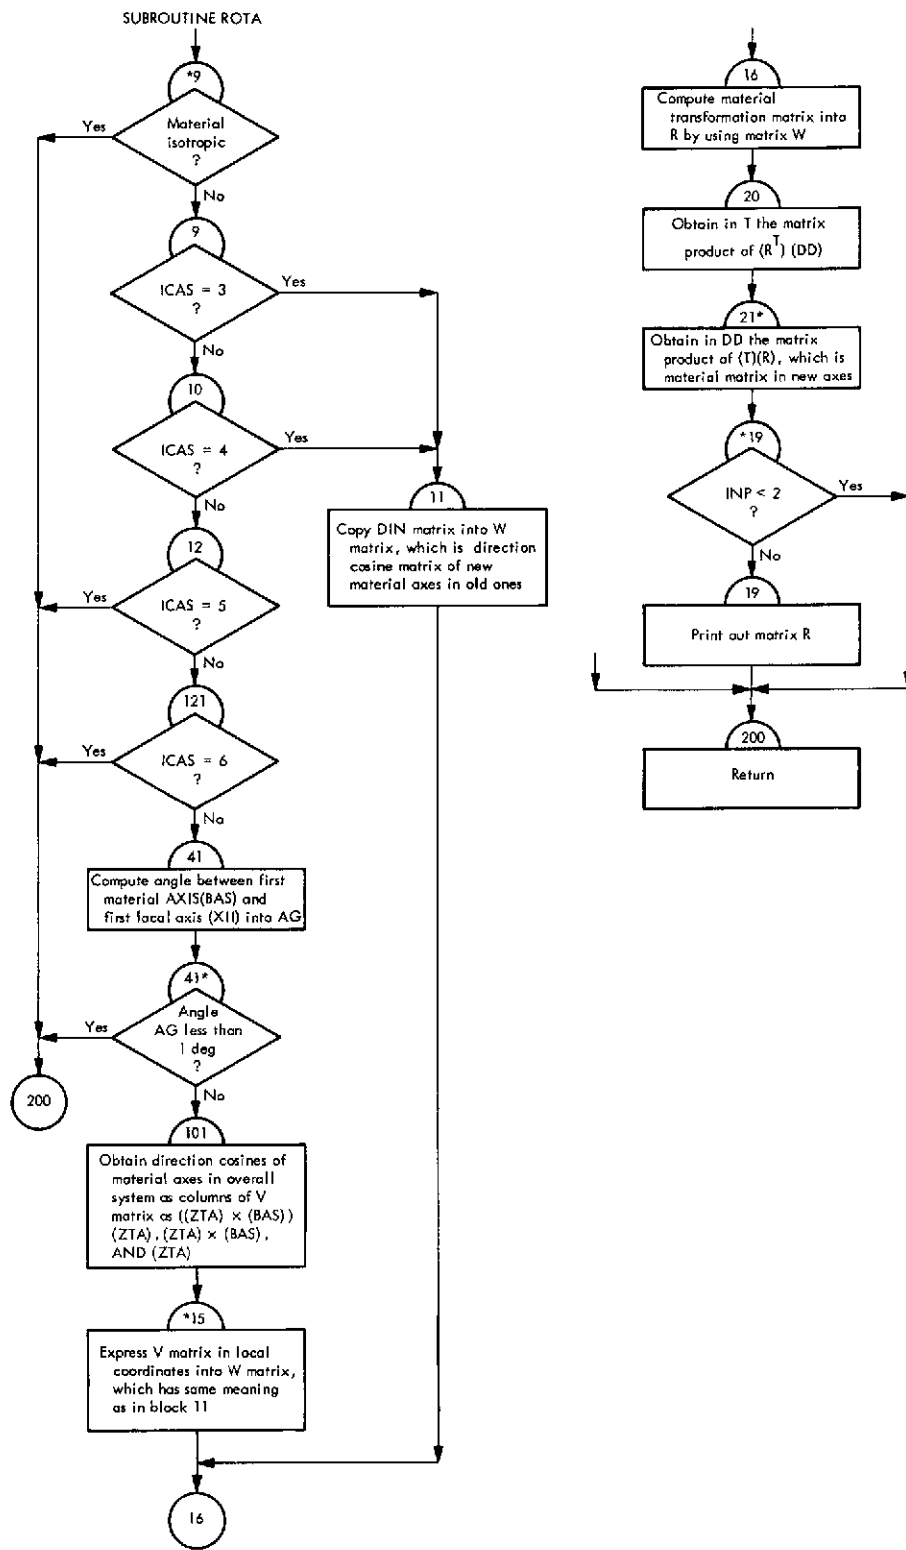 SUBROUTINE ROTA
*9
Material
isotropic
?
Yes
No
9
ICAS = 3
?
Yes
No
10
ICAS = 4
?
Yes
No
11
Copy DIN matrix into W
matrix, which is direction
cosine matrix of new
material axes in old ones
12
ICAS = 5
?
Yes
No
121
ICAS = 6
?
Yes
No
41
Compute angle between first
material AXIS(BAS) and
first local axis (XII) into AG
41*
Angle
AG less than
1 deg
?
Yes
No
200
101
Obtain direction cosines of
material axes in overall
system as columns of V
matrix as ((ZTA) × (BAS))
(ZTA), (ZTA) × (BAS),
AND (ZTA)
*15
Express V matrix in local
coordinates into W matrix,
which has same meaning
as in block 11
16
16
Compute material
transformation matrix into
R by using matrix W
20
Obtain in T the matrix
product of (R^T) (DD)
21*
Obtain in DD the matrix
product of (T)(R), which is
material matrix in new axes
*19
INP < 2
?
Yes
No
19
Print out matrix R
200
Return